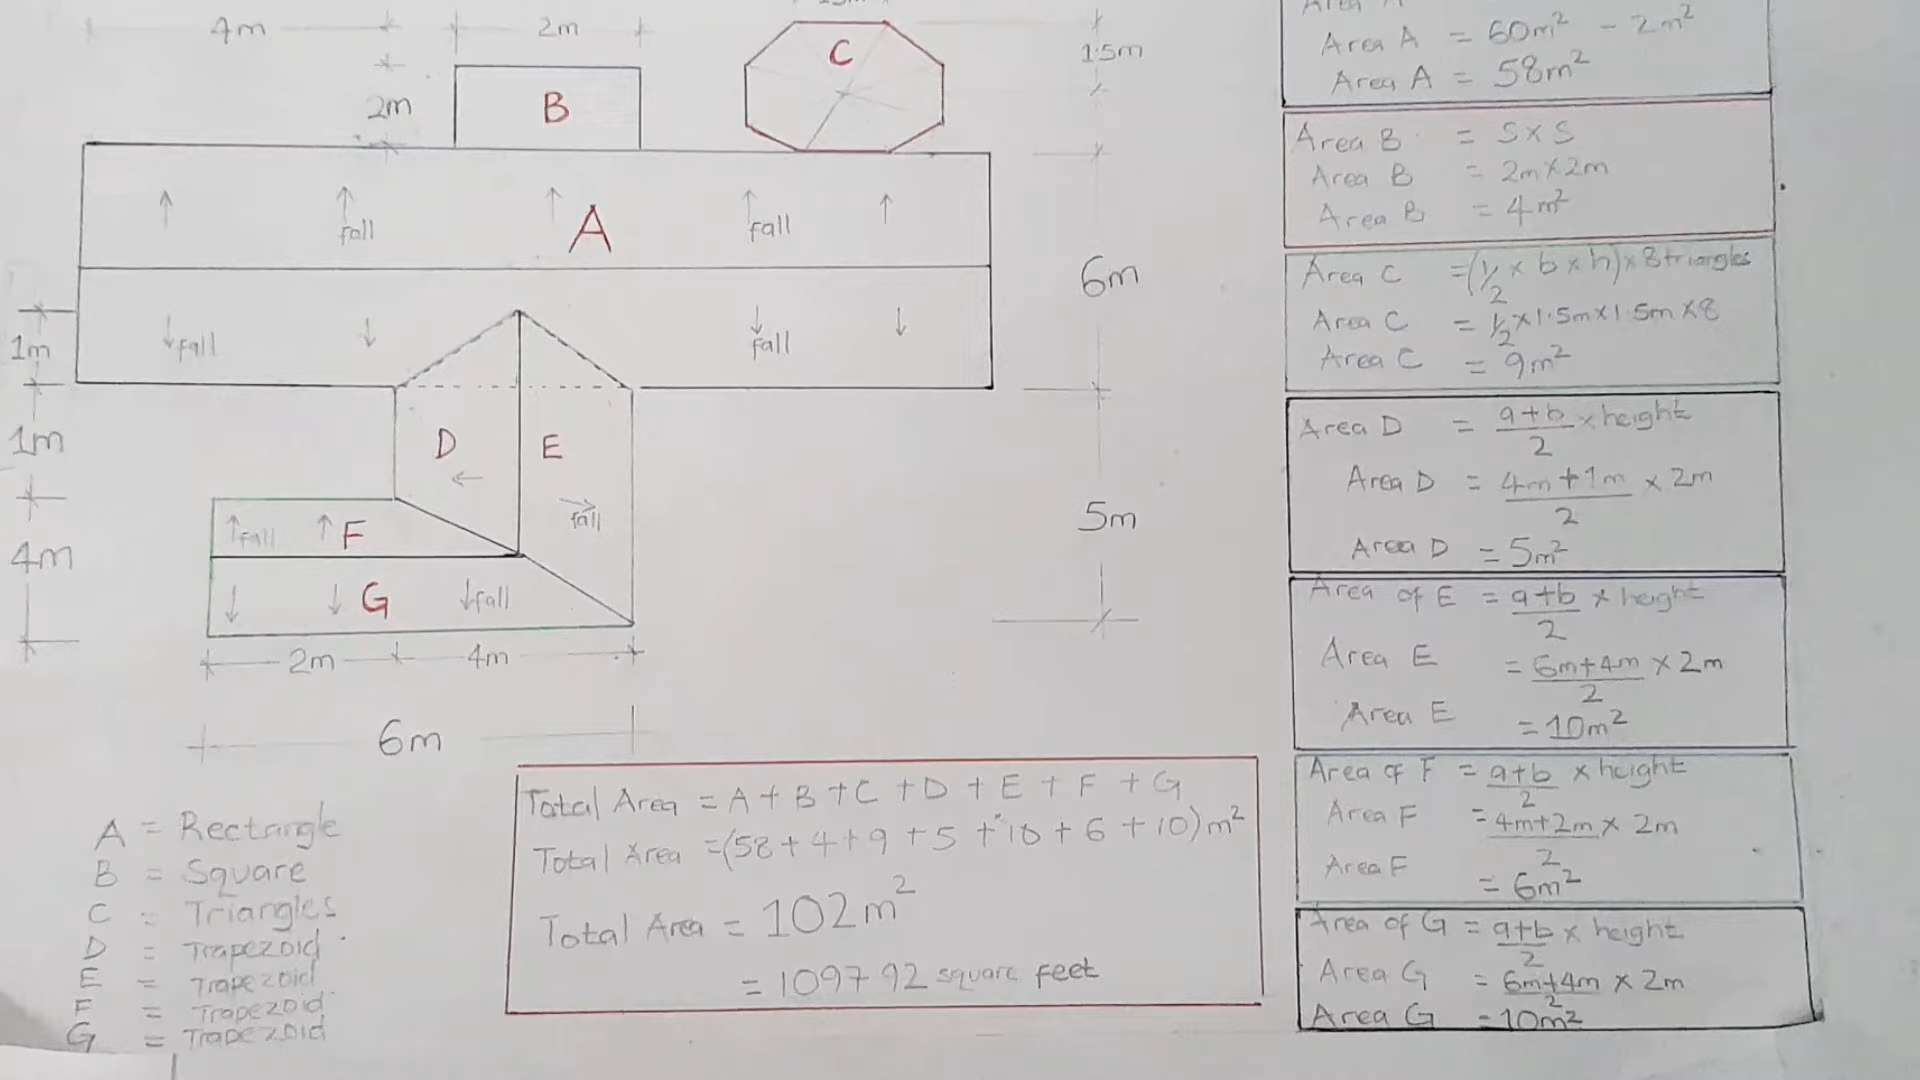 4m
2m
1.5m
2m
B
C
A
fall
fall
6m
1m
fall
fall
1m
D
E
fall
5m
4m
fall
F
G
fall
2m
4m
6m
A = Rectangle
B = Square
C = Triangles
D = Trapezoid
E = Trapezoid
F = Trapezoid
G = Trapezoid
Total Area = A + B + C + D + E + F + G
Total Area = (58 + 4 + 9 + 5 + 10 + 6 + 10) m²
Total Area = 102m²
= 1097 92 square feet
Area A = 60m² - 2m²
Area A = 58m²
Area B = S x S
Area B = 2m x 2m
Area B = 4m²
Area C = (1/2 x b x h) x 8 triangles
Area C = 1/2 x 1.5m x 1.5m x 8
Area C = 9m²
Area D = a+b/2 x height
Area D = 4m+1m/2 x 2m
Area D = 5m²
Area of E = a+b/2 x height
Area E = 6m+4m/2 x 2m
Area E = 10m²
Area of F = a+b/2 x height
Area F = 4m+2m/2 x 2m
Area F = 6m²
Area of G = a+b/2 x height
Area G = 6m+4m/2 x 2m
Area G = 10m²